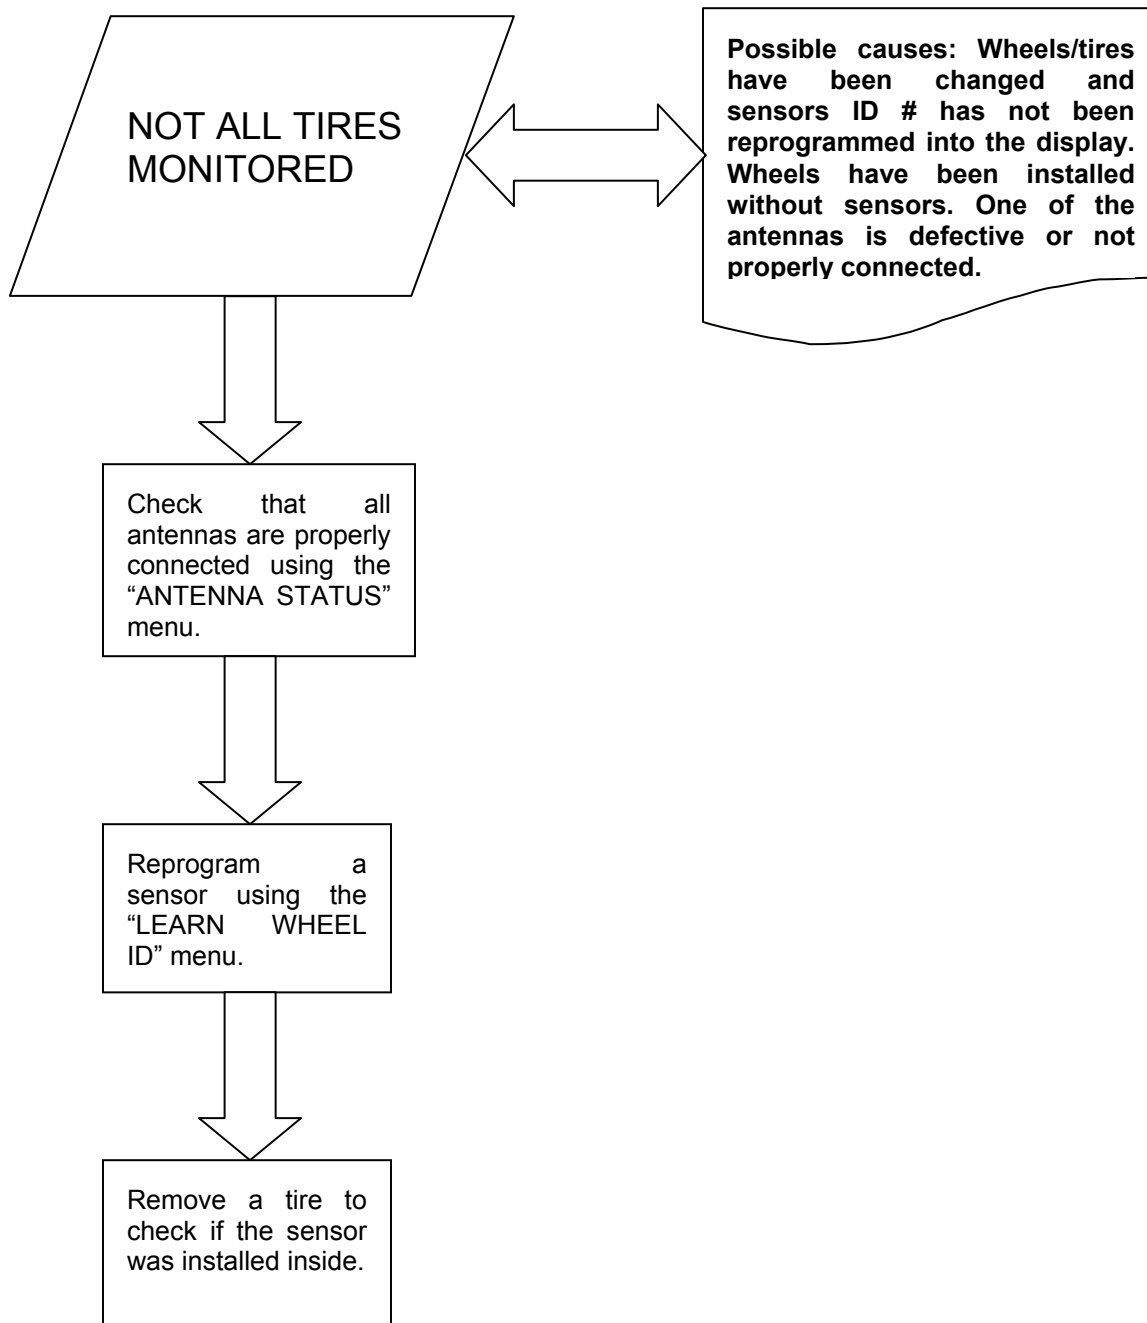 NOT ALL TIRES
MONITORED
Possible causes: Wheels/tires
have been changed and
sensors ID # has not been
reprogrammed into the display.
Wheels have been installed
without sensors. One of the
antennas is defective or not
properly connected.
Check that all
antennas are properly
connected using the
“ANTENNA STATUS”
menu.
Reprogram a
sensor using the
“LEARN WHEEL
ID” menu.
Remove a tire to
check if the sensor
was installed inside.